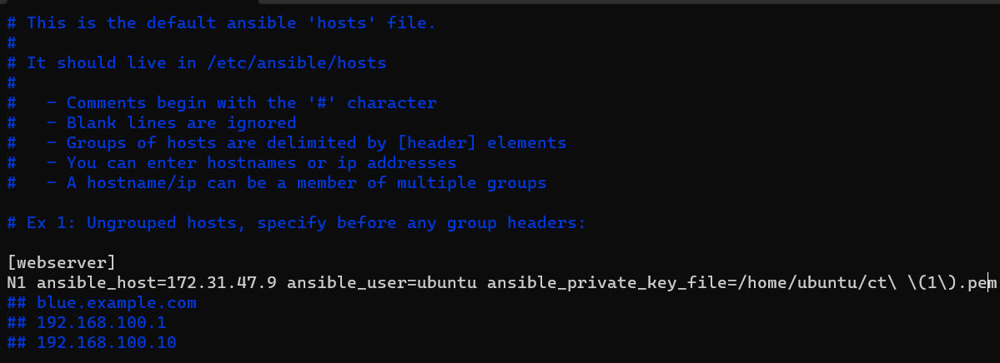 # This is the default ansible 'hosts' file.
#
# It should live in /etc/ansible/hosts
#
#   - Comments begin with the '#' character
#   - Blank lines are ignored
#   - Groups of hosts are delimited by [header] elements
#   - You can enter hostnames or ip addresses
#   - A hostname/ip can be a member of multiple groups

# Ex 1: Ungrouped hosts, specify before any group headers:

[webserver]
N1 ansible_host=172.31.47.9 ansible_user=ubuntu ansible_private_key_file=/home/ubuntu/ct\ \(1\).pem
## blue.example.com
## 192.168.100.1
## 192.168.100.10